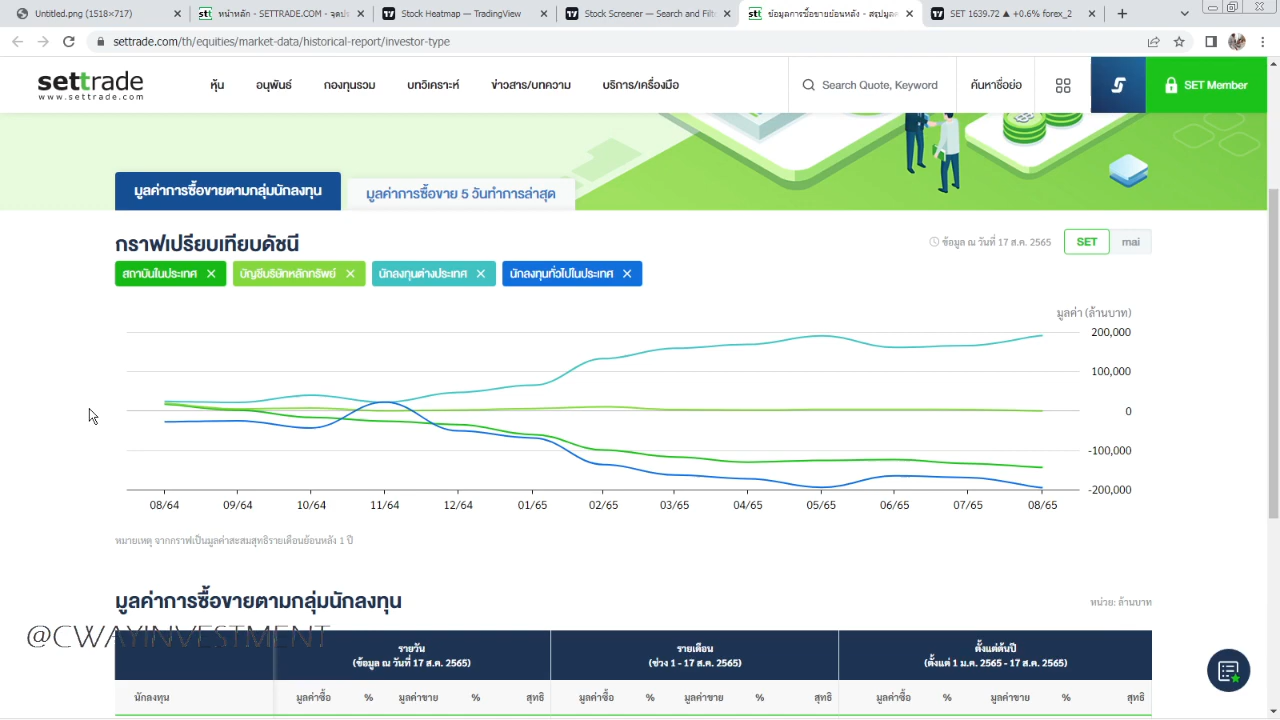 Untitled.png (1518×717)
หน้าหลัก - SETTRADE.COM - จุดปร
Stock Heatmap — TradingView
Stock Screener — Search and Filt
ข้อมูลการซื้อขายย้อนหลัง - สรุปมูลค
SET 1639.72 ▲ +0.6% forex_2
settrade.com/th/equities/market-data/historical-report/investor-type
settrade
www.settrade.com
หุ้น
อนุพันธ์
กองทุนรวม
บทวิเคราะห์
ข่าวสาร/บทความ
บริการ/เครื่องมือ
Search Quote, Keyword
ค้นหาชื่อย่อ
SET Member
มูลค่าการซื้อขายตามกลุ่มนักลงทุน
มูลค่าการซื้อขาย 5 วันทำการล่าสุด
กราฟเปรียบเทียบดัชนี
ข้อมูล ณ วันที่ 17 ส.ค. 2565
SET
mai
สถาบันในประเทศ
บัญชีบริษัทหลักทรัพย์
นักลงทุนต่างประเทศ
นักลงทุนทั่วไปในประเทศ
มูลค่า (ล้านบาท)
200,000
100,000
0
-100,000
-200,000
08/64 09/64 10/64 11/64 12/64 01/65 02/65 03/65 04/65 05/65 06/65 07/65 08/65
หมายเหตุ จากกราฟเป็นมูลค่าสะสมสุทธิรายเดือนย้อนหลัง 1 ปี
มูลค่าการซื้อขายตามกลุ่มนักลงทุน
หน่วย: ล้านบาท
@CWAYINVESTMENT
รายวัน
(ข้อมูล ณ วันที่ 17 ส.ค. 2565)
รายเดือน
(ช่วง 1 - 17 ส.ค. 2565)
ตั้งแต่ต้นปี
(ตั้งแต่ 1 ม.ค. 2565 - 17 ส.ค. 2565)
นักลงทุน มูลค่าซื้อ % มูลค่าขาย % สุทธิ มูลค่าซื้อ % มูลค่าขาย % สุทธิ มูลค่าซื้อ % มูลค่าขาย % สุทธิ